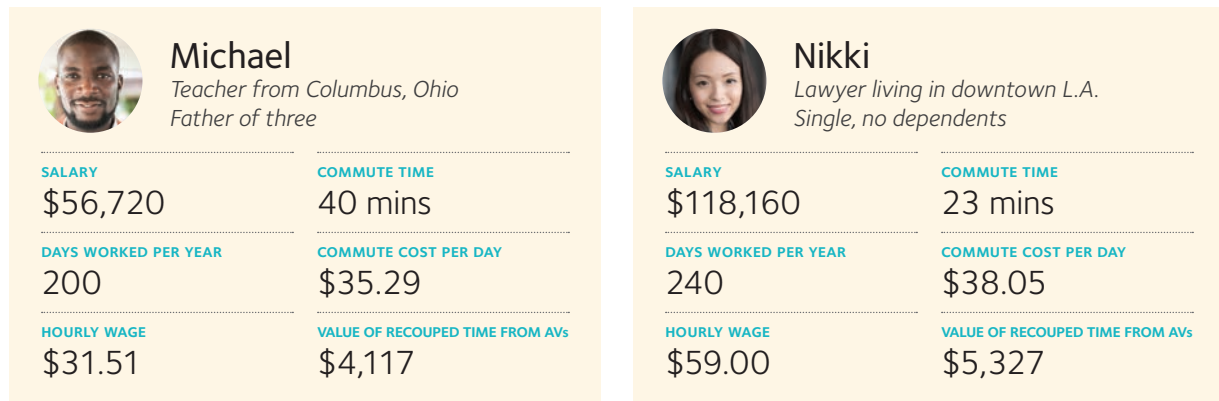 Michael
Teacher from Columbus, Ohio
Father of three
SALARY
$56,720
COMMUTE TIME
40 mins
DAYS WORKED PER YEAR
200
COMMUTE COST PER DAY
$35.29
HOURLY WAGE
$31.51
VALUE OF RECOUPED TIME FROM AVs
$4,117
Nikki
Lawyer living in downtown L.A.
Single, no dependents
SALARY
$118,160
COMMUTE TIME
23 mins
DAYS WORKED PER YEAR
240
COMMUTE COST PER DAY
$38.05
HOURLY WAGE
$59.00
VALUE OF RECOUPED TIME FROM AVs
$5,327